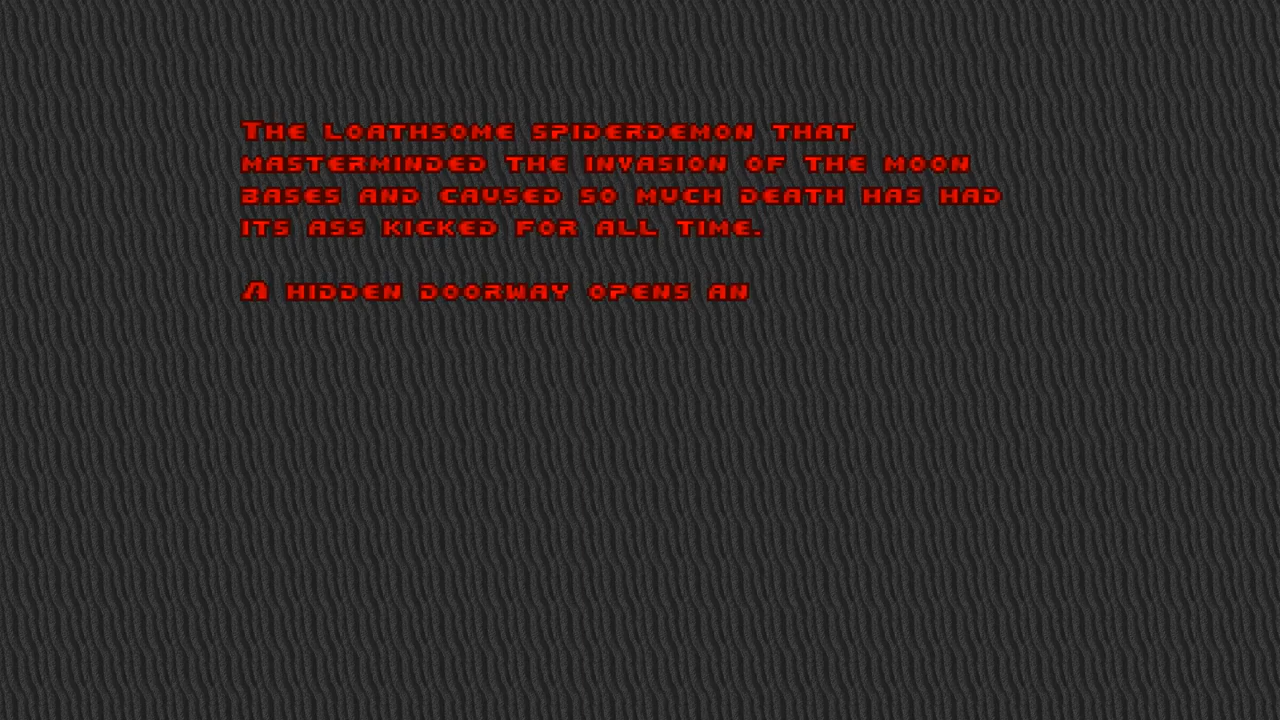 The loathsome spiderdemon that
masterminded the invasion of the moon
bases and caused so much death has had
its ass kicked for all time.
A hidden doorway opens an